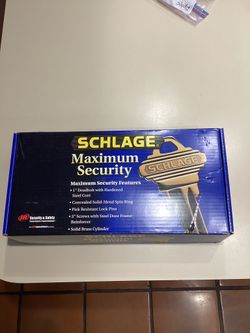 SCHLAGE
Maximum
Security
SCHLAGE
Maximum Security Features
• 1" Deadbolt with Hardened
Steel Core
• Concealed Solid-Metal Spin Ring
• Pick Resistant Lock Pins
• 3" Screws with Steel Door Frame
Reinforcer
• Solid Brass Cylinder
IR Security & Safety